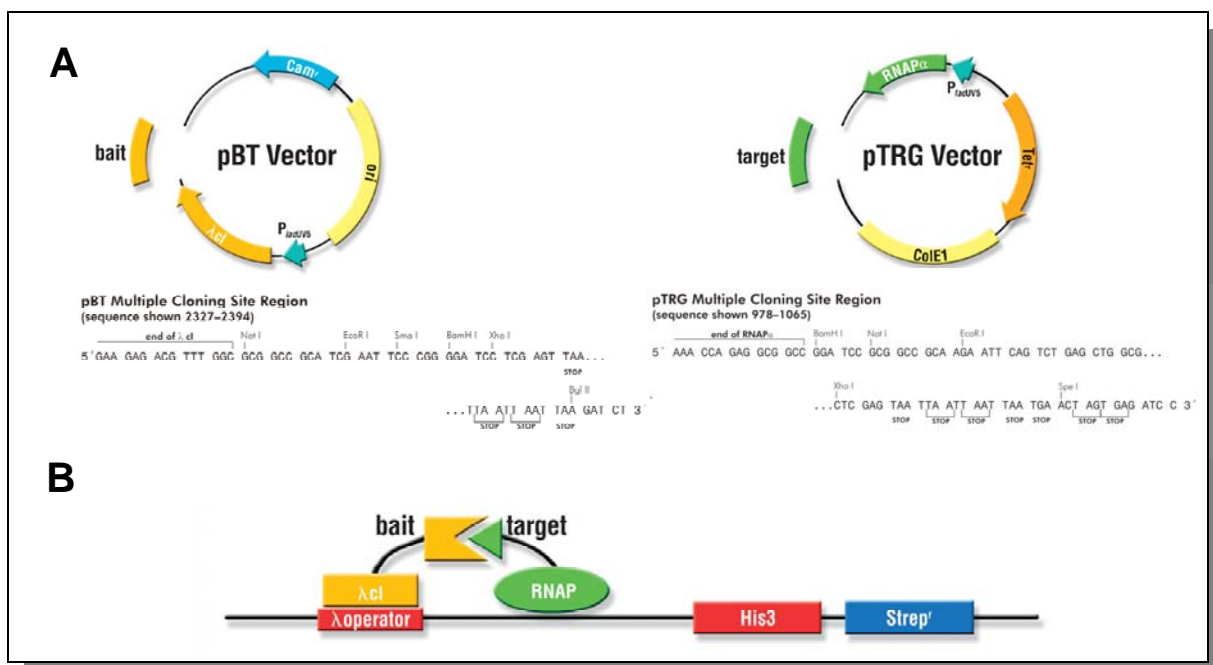 A
Camʳ
bait
pBT Vector
ori
λcI
PlacUV5
RNAPα
PlacUV5
target
pTRG Vector
Tetʳ
ColE1
pBT Multiple Cloning Site Region
(sequence shown 2327–2394)
end of λ cI Not I EcoR I Sma I BamH I Xho I
5´GAA GAG ACG TTT GGC GCG GCC GCA TCG AAT TCC CGG GGA TCC TCG AGT TAA...
STOP
Bgl II
...TTA ATT AAT TAA GAT CT 3´
STOP STOP STOP
pTRG Multiple Cloning Site Region
(sequence shown 978–1065)
end of RNAPα BamH I Not I EcoR I
5´ AAA CCA GAG GCG GCC GGA TCC GCG GCC GCA AGA ATT CAG TCT GAG CTG GCG...
Xho I Spe I
...CTC GAG TAA TTA ATT AAT TAA TGA ACT AGT GAG ATC C 3´
STOP STOP STOP STOP STOP STOP STOP
B
bait target
λcI RNAP
λoperator His3 Strepʳ